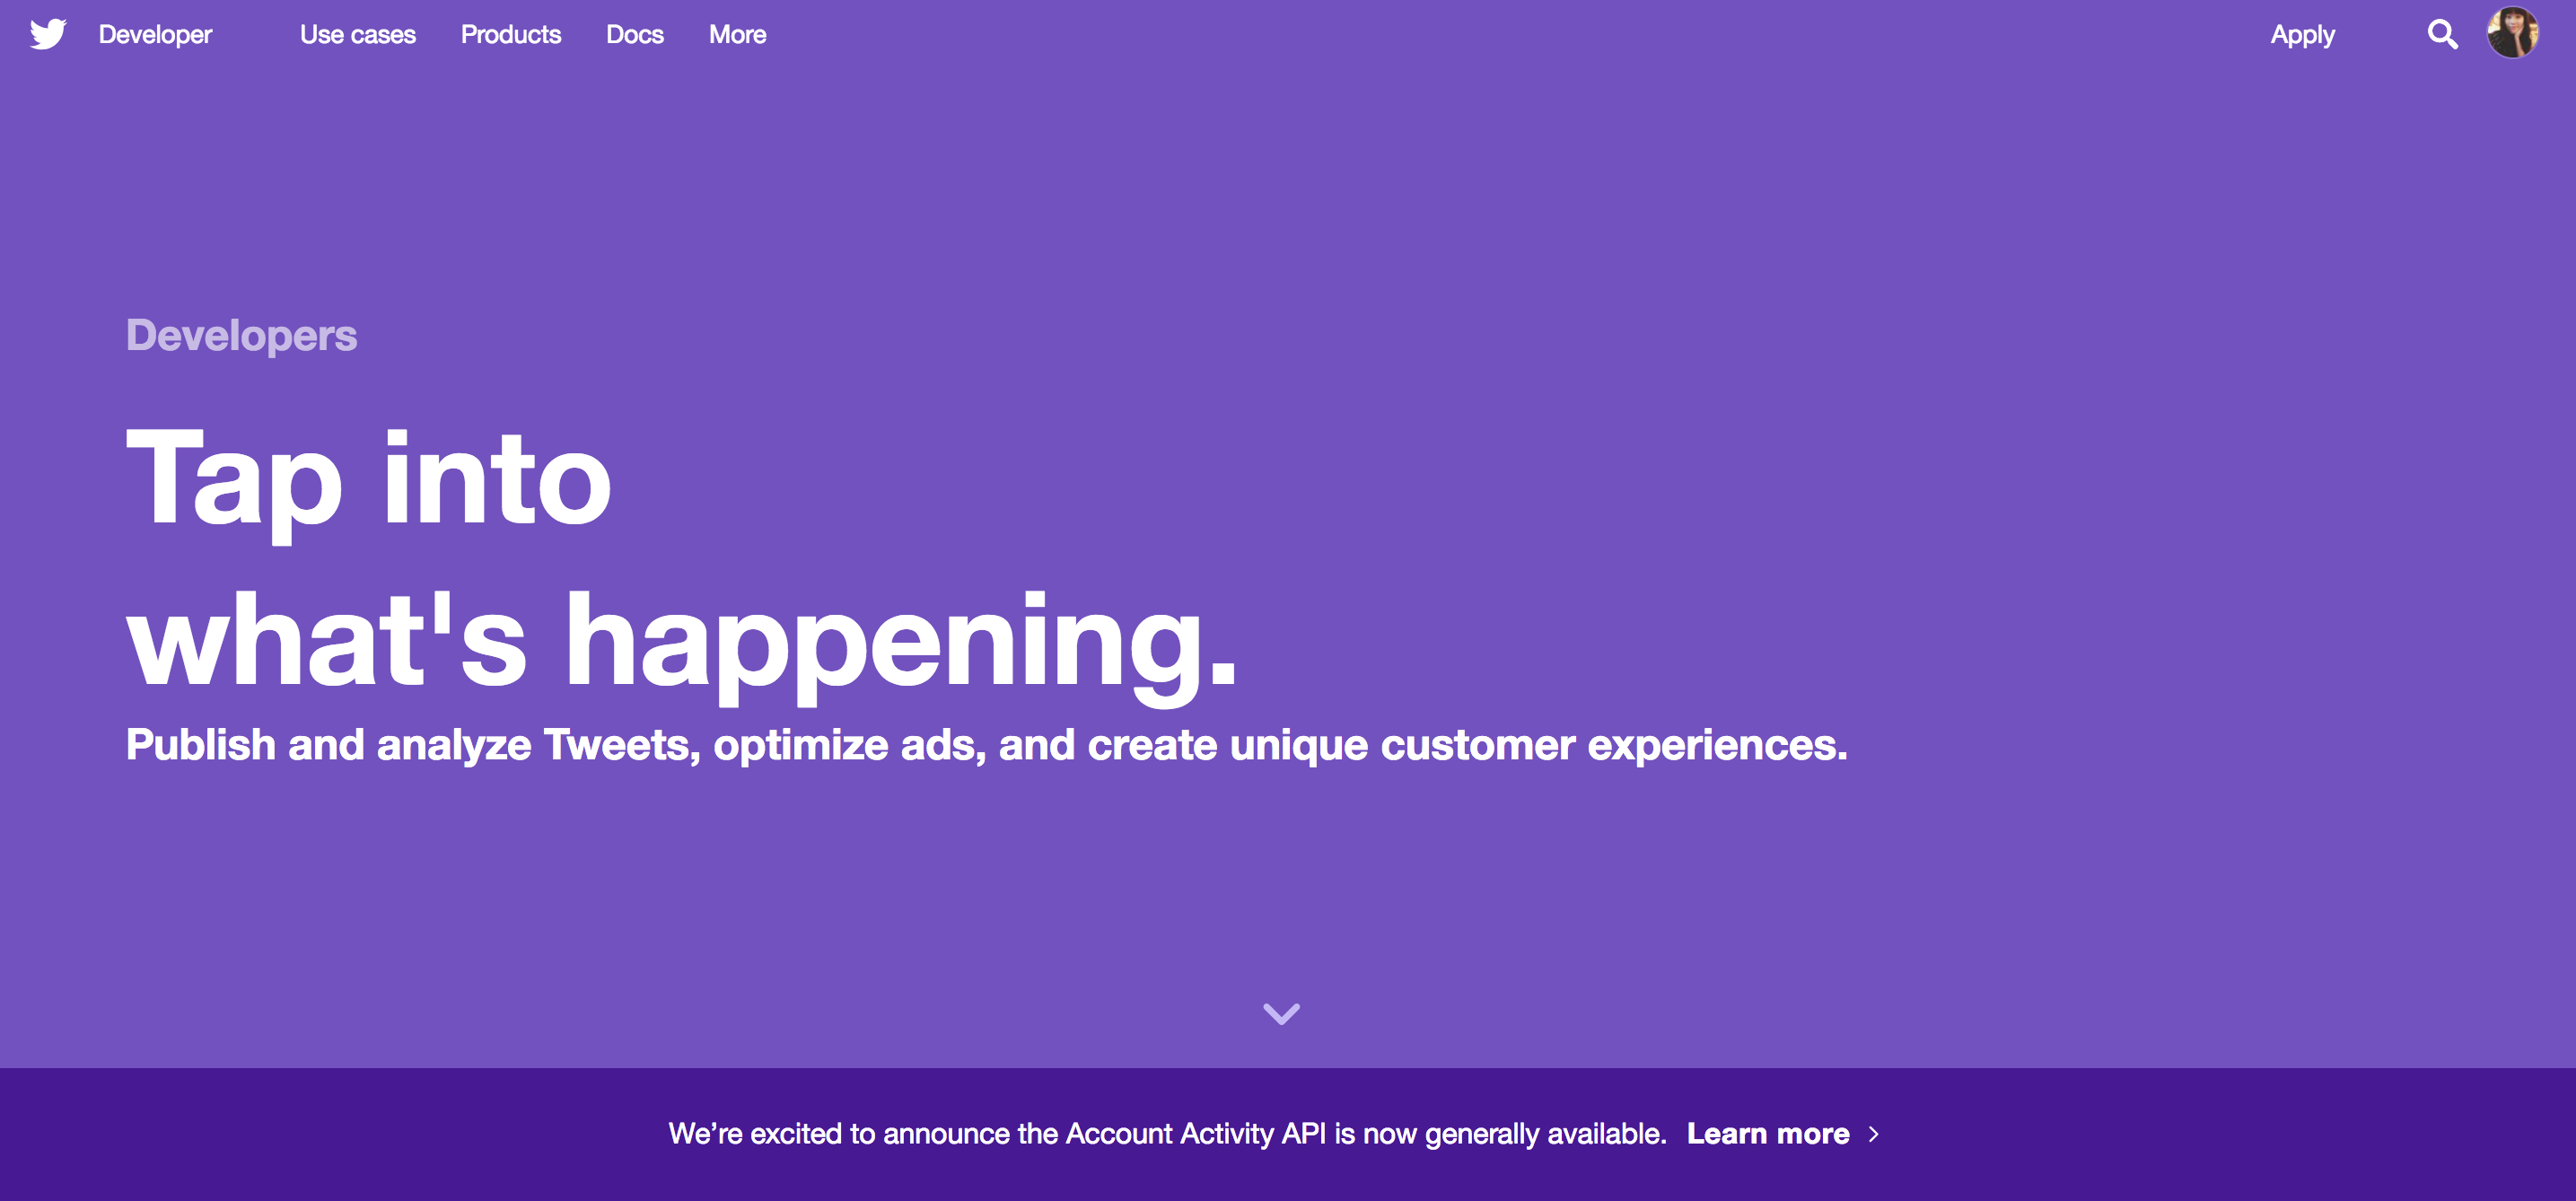 Developer Use cases Products Docs More Apply
Developers
Tap into
what's happening.
Publish and analyze Tweets, optimize ads, and create unique customer experiences.
We’re excited to announce the Account Activity API is now generally available. Learn more